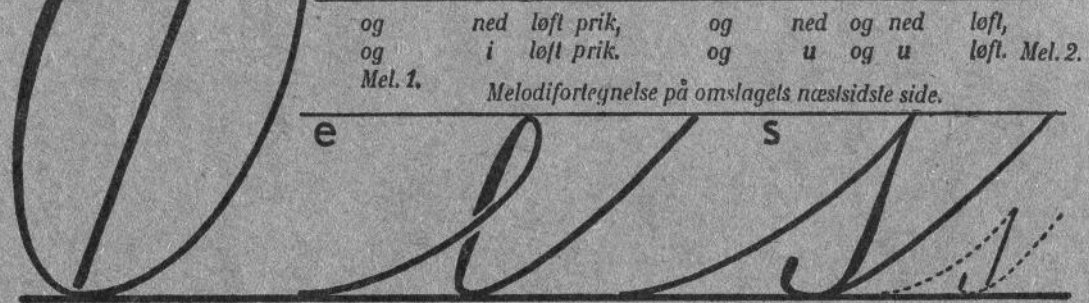 og ned løft prik, og ned og ned løft,
og i løft prik. og u og u løft. Mel. 2.
Mel. 1.
Melodifortegnelse på omslagets næstsidste side.
e s
e s s